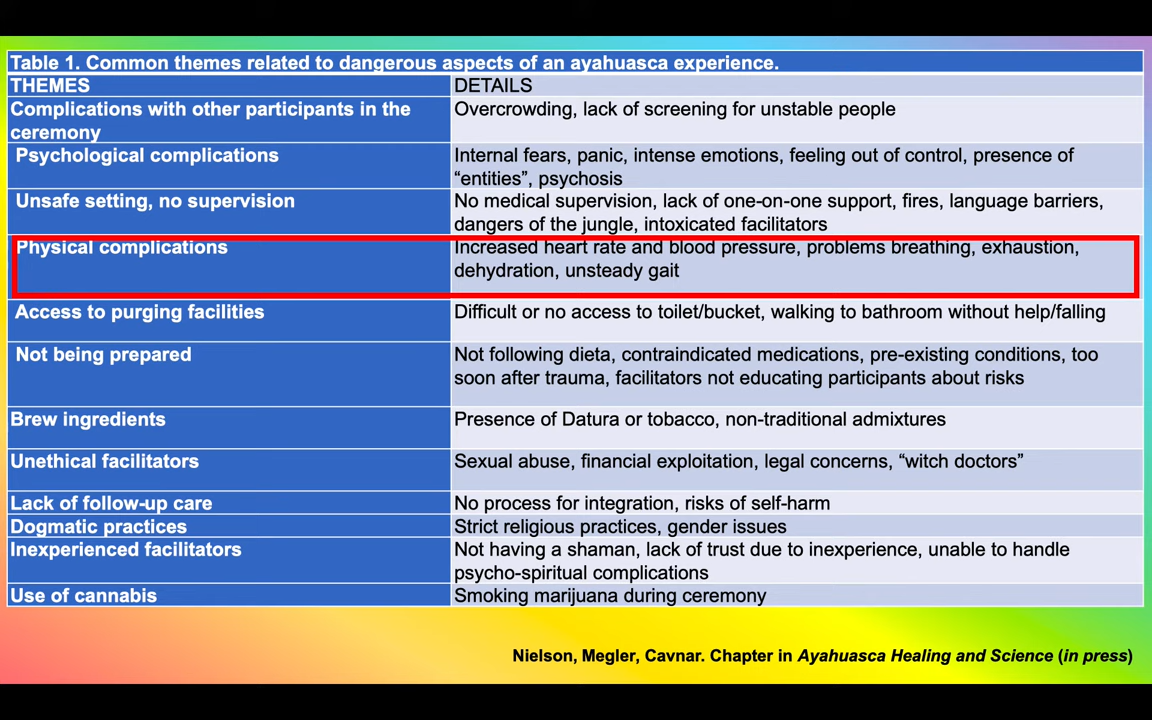 Table 1. Common themes related to dangerous aspects of an ayahuasca experience.
THEMES
DETAILS
Complications with other participants in the
ceremony
Overcrowding, lack of screening for unstable people
Psychological complications
Internal fears, panic, intense emotions, feeling out of control, presence of
“entities”, psychosis
Unsafe setting, no supervision
No medical supervision, lack of one-on-one support, fires, language barriers,
dangers of the jungle, intoxicated facilitators
Physical complications
Increased heart rate and blood pressure, problems breathing, exhaustion,
dehydration, unsteady gait
Access to purging facilities
Difficult or no access to toilet/bucket, walking to bathroom without help/falling
Not being prepared
Not following dieta, contraindicated medications, pre-existing conditions, too
soon after trauma, facilitators not educating participants about risks
Brew ingredients
Presence of Datura or tobacco, non-traditional admixtures
Unethical facilitators
Sexual abuse, financial exploitation, legal concerns, “witch doctors”
Lack of follow-up care
No process for integration, risks of self-harm
Dogmatic practices
Strict religious practices, gender issues
Inexperienced facilitators
Not having a shaman, lack of trust due to inexperience, unable to handle
psycho-spiritual complications
Use of cannabis
Smoking marijuana during ceremony
Nielson, Megler, Cavnar. Chapter in Ayahuasca Healing and Science (in press)